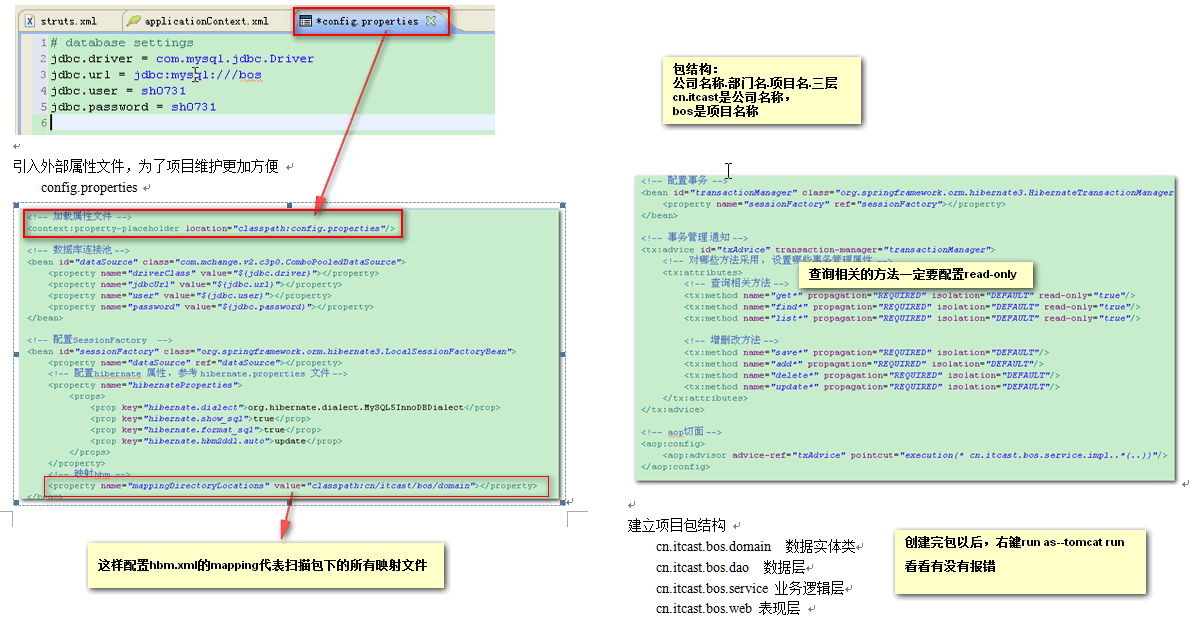 struts.xml
applicationContext.xml
*config.properties
1 # database settings
2 jdbc.driver = com.mysql.jdbc.Driver
3 jdbc.url = jdbc:mysql:///bos
4 jdbc.user = sh0731
5 jdbc.password = sh0731
6
引入外部属性文件，为了项目维护更加方便
config.properties
<!-- 加载属性文件 -->
<context:property-placeholder location="classpath:config.properties"/>
<!-- 数据库连接池 -->
<bean id="dataSource" class="com.mchange.v2.c3p0.ComboPooledDataSource">
<property name="driverClass" value="${jdbc.driver}"></property>
<property name="jdbcUrl" value="${jdbc.url}"></property>
<property name="user" value="${jdbc.user}"></property>
<property name="password" value="${jdbc.password}"></property>
</bean>
<!-- 配置SessionFactory -->
<bean id="sessionFactory" class="org.springframework.orm.hibernate3.LocalSessionFactoryBean">
<property name="dataSource" ref="dataSource"></property>
<!-- 配置hibernate 属性，参考 hibernate.properties 文件 -->
<property name="hibernateProperties">
<props>
<prop key="hibernate.dialect">org.hibernate.dialect.MySQL5InnoDBDialect</prop>
<prop key="hibernate.show_sql">true</prop>
<prop key="hibernate.format_sql">true</prop>
<prop key="hibernate.hbm2ddl.auto">update</prop>
</props>
</property>
<!-- 映射hbm -->
<property name="mappingDirectoryLocations" value="classpath:cn/itcast/bos/domain"></property>
</bean>
这样配置hbm.xml的mapping代表扫描包下的所有映射文件
包结构：
公司名称.部门名.项目名.三层
cn.itcast是公司名称，
bos是项目名称
<!-- 配置事务 -->
<bean id="transactionManager" class="org.springframework.orm.hibernate3.HibernateTransactionManager
<property name="sessionFactory" ref="sessionFactory"></property>
</bean>
<!-- 事务管理 通知 -->
<tx:advice id="txAdvice" transaction-manager="transactionManager">
<!-- 对哪些方法采用，设置哪些事务管理属性 -->
查询相关的方法一定要配置read-only
<tx:attributes>
<!-- 查询相关方法 -->
<tx:method name="get*" propagation="REQUIRED" isolation="DEFAULT" read-only="true"/>
<tx:method name="find*" propagation="REQUIRED" isolation="DEFAULT" read-only="true"/>
<tx:method name="list*" propagation="REQUIRED" isolation="DEFAULT" read-only="true"/>
<!-- 增删改方法 -->
<tx:method name="save*" propagation="REQUIRED" isolation="DEFAULT"/>
<tx:method name="add*" propagation="REQUIRED" isolation="DEFAULT"/>
<tx:method name="delete*" propagation="REQUIRED" isolation="DEFAULT"/>
<tx:method name="update*" propagation="REQUIRED" isolation="DEFAULT"/>
</tx:attributes>
</tx:advice>
<!-- aop切面 -->
<aop:config>
<aop:advisor advice-ref="txAdvice" pointcut="execution(* cn.itcast.bos.service.impl..*(..))"/>
</aop:config>
建立项目包结构
cn.itcast.bos.domain 数据实体类
cn.itcast.bos.dao 数据层
cn.itcast.bos.service 业务逻辑层
cn.itcast.bos.web 表现层
创建完包以后，右键run as--tomcat run
看看有没有报错